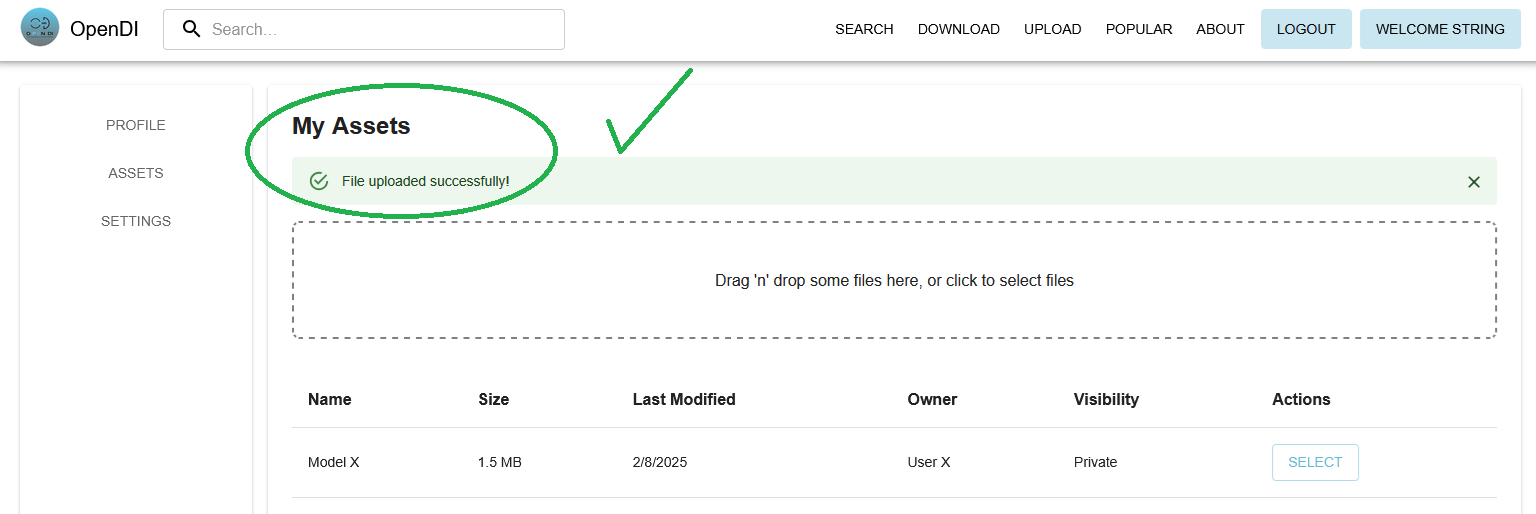 OpenDI
Search...
SEARCH DOWNLOAD UPLOAD POPULAR ABOUT LOGOUT WELCOME STRING
PROFILE
ASSETS
SETTINGS
My Assets
File uploaded successfully!
Drag 'n' drop some files here, or click to select files
Name Size Last Modified Owner Visibility Actions
Model X 1.5 MB 2/8/2025 User X Private SELECT